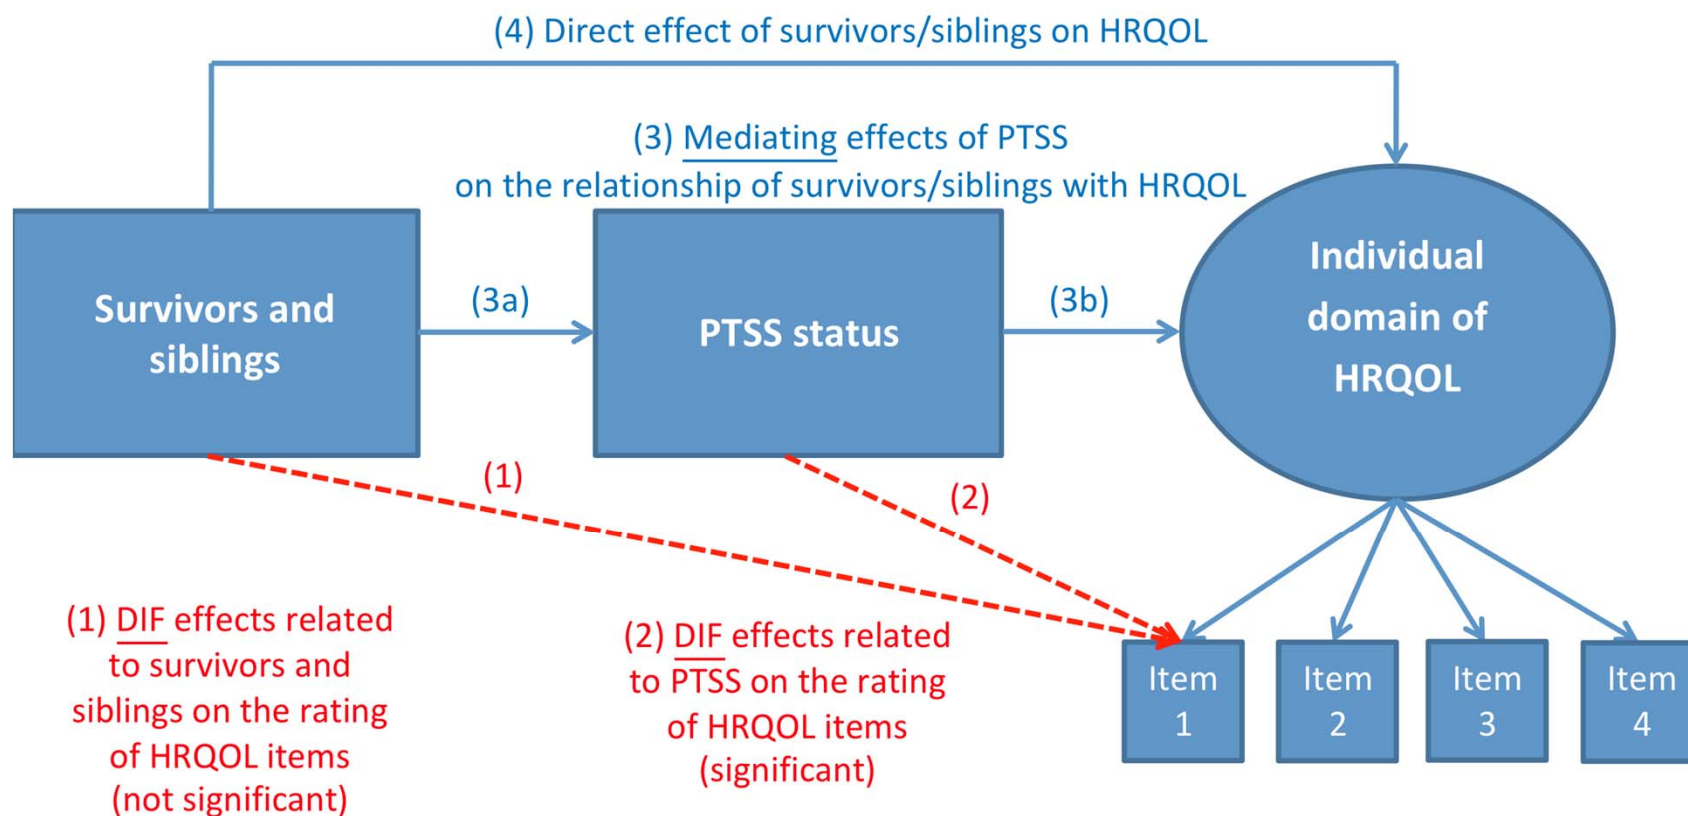 (4) Direct effect of survivors/siblings on HRQOL
(3) Mediating effects of PTSS
on the relationship of survivors/siblings with HRQOL
Survivors and
siblings
(3a)
PTSS status
(3b)
Individual
domain of
HRQOL
(1)
(2)
(1) DIF effects related
to survivors and
siblings on the rating
of HRQOL items
(not significant)
(2) DIF effects related
to PTSS on the rating
of HRQOL items
(significant)
Item
1
Item
2
Item
3
Item
4